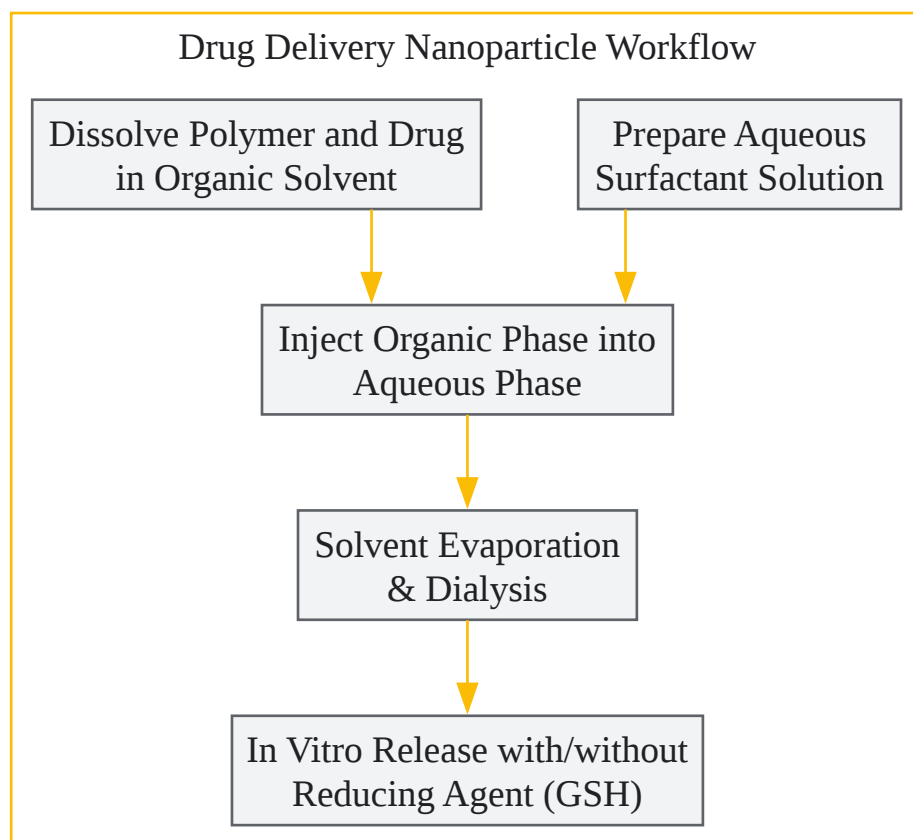 Drug Delivery Nanoparticle Workflow
Dissolve Polymer and Drug
in Organic Solvent
Prepare Aqueous
Surfactant Solution
Inject Organic Phase into
Aqueous Phase
Solvent Evaporation
& Dialysis
In Vitro Release with/without
Reducing Agent (GSH)